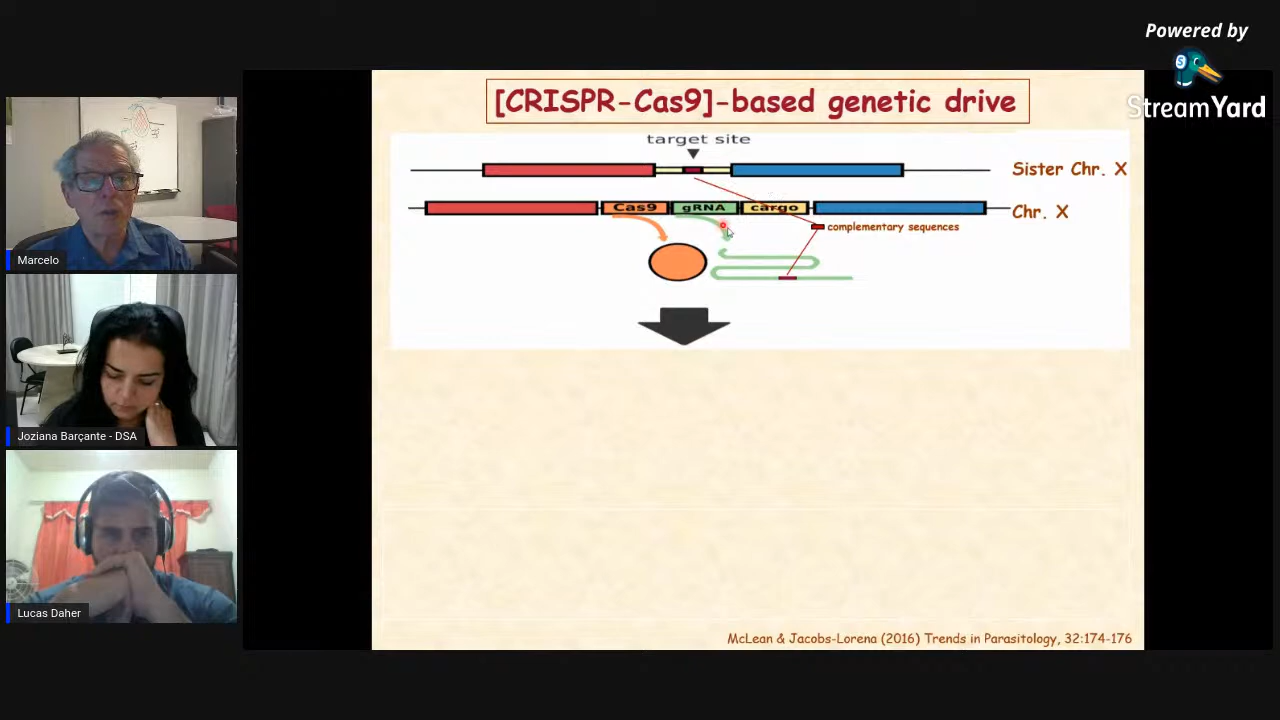 Powered by
StreamYard
Marcelo
Joziana Barçante - DSA
Lucas Daher
[CRISPR-Cas9]-based genetic drive
target site
Sister Chr. X
Cas9 gRNA cargo
Chr. X
complementary sequences
McLean & Jacobs-Lorena (2016) Trends in Parasitology, 32:174-176